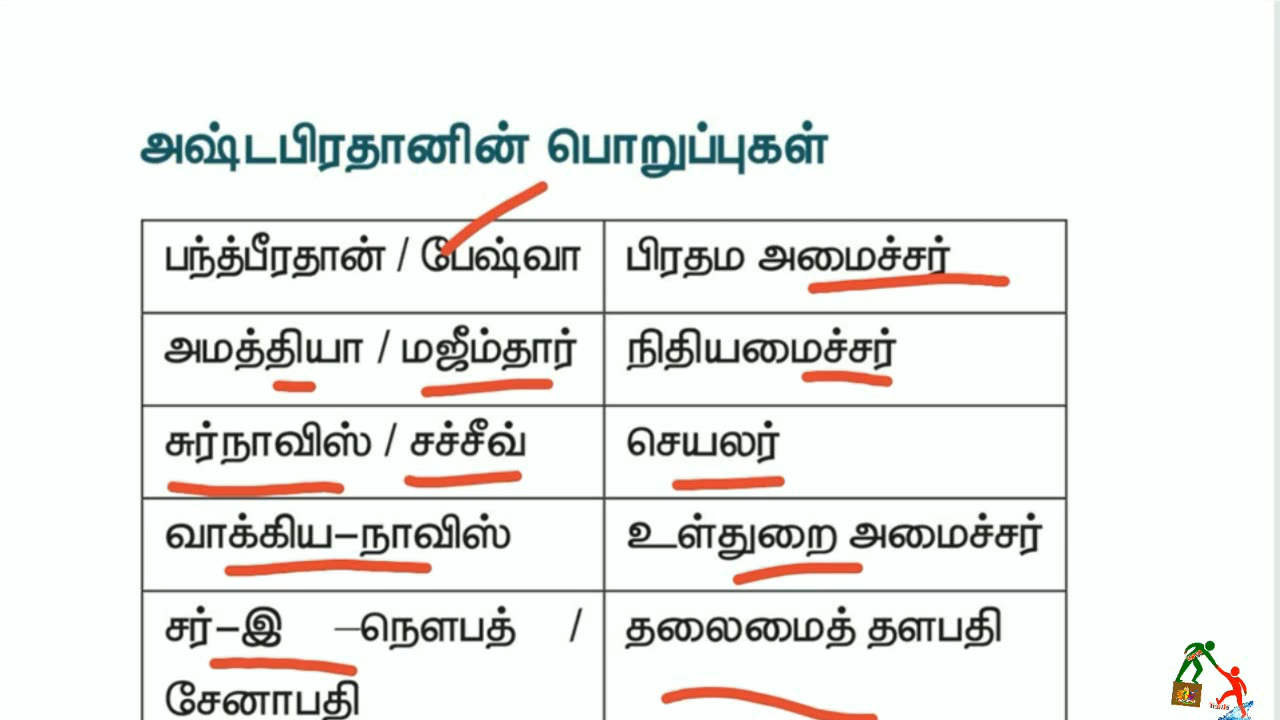 அஷ்டபிரதானின் பொறுப்புகள்
பந்த்பீரதான் / பேஷ்வா பிரதம அமைச்சர்
அமத்தியா / மஜீம்தார் நிதியமைச்சர்
சுர்நாவிஸ் / சச்சீவ் செயலர்
வாக்கிய–நாவிஸ் உள்துறை அமைச்சர்
சர்–இ –நௌபத் / தலைமைத் தளபதி
சேனாபதி